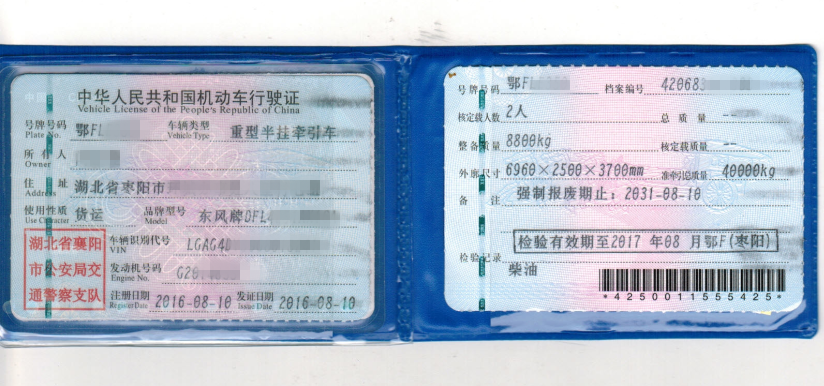 中华人民共和国机动车行驶证
Vehicle License of the People's Republic of China
号牌号码 鄂FL 车辆类型 重型半挂牵引车
Plate No. Vehicle Type
所有人
Owner
住址 湖北省枣阳市
Address
使用性质 货运 品牌型号 东风牌DFL4
Use Character Model
湖北省襄阳
市公安局交
通警察支队
车辆识别代号 LGAG4D
VIN
发动机号码 G20
Engine No.
注册日期 2016-08-10 发证日期 2016-08-10
Register Date Issue Date
号牌号码 鄂FL 档案编号 420683
核定载人数 2人 总质量 --
整备质量 8800kg 核定载质量 --
外廓尺寸 6960×2500×3700mm 准牵引总质量 40000kg
备注 强制报废期止：2031-08-10
检验有效期至2017 年08 月鄂F(枣阳)
检验记录
柴油
*4250011555425*